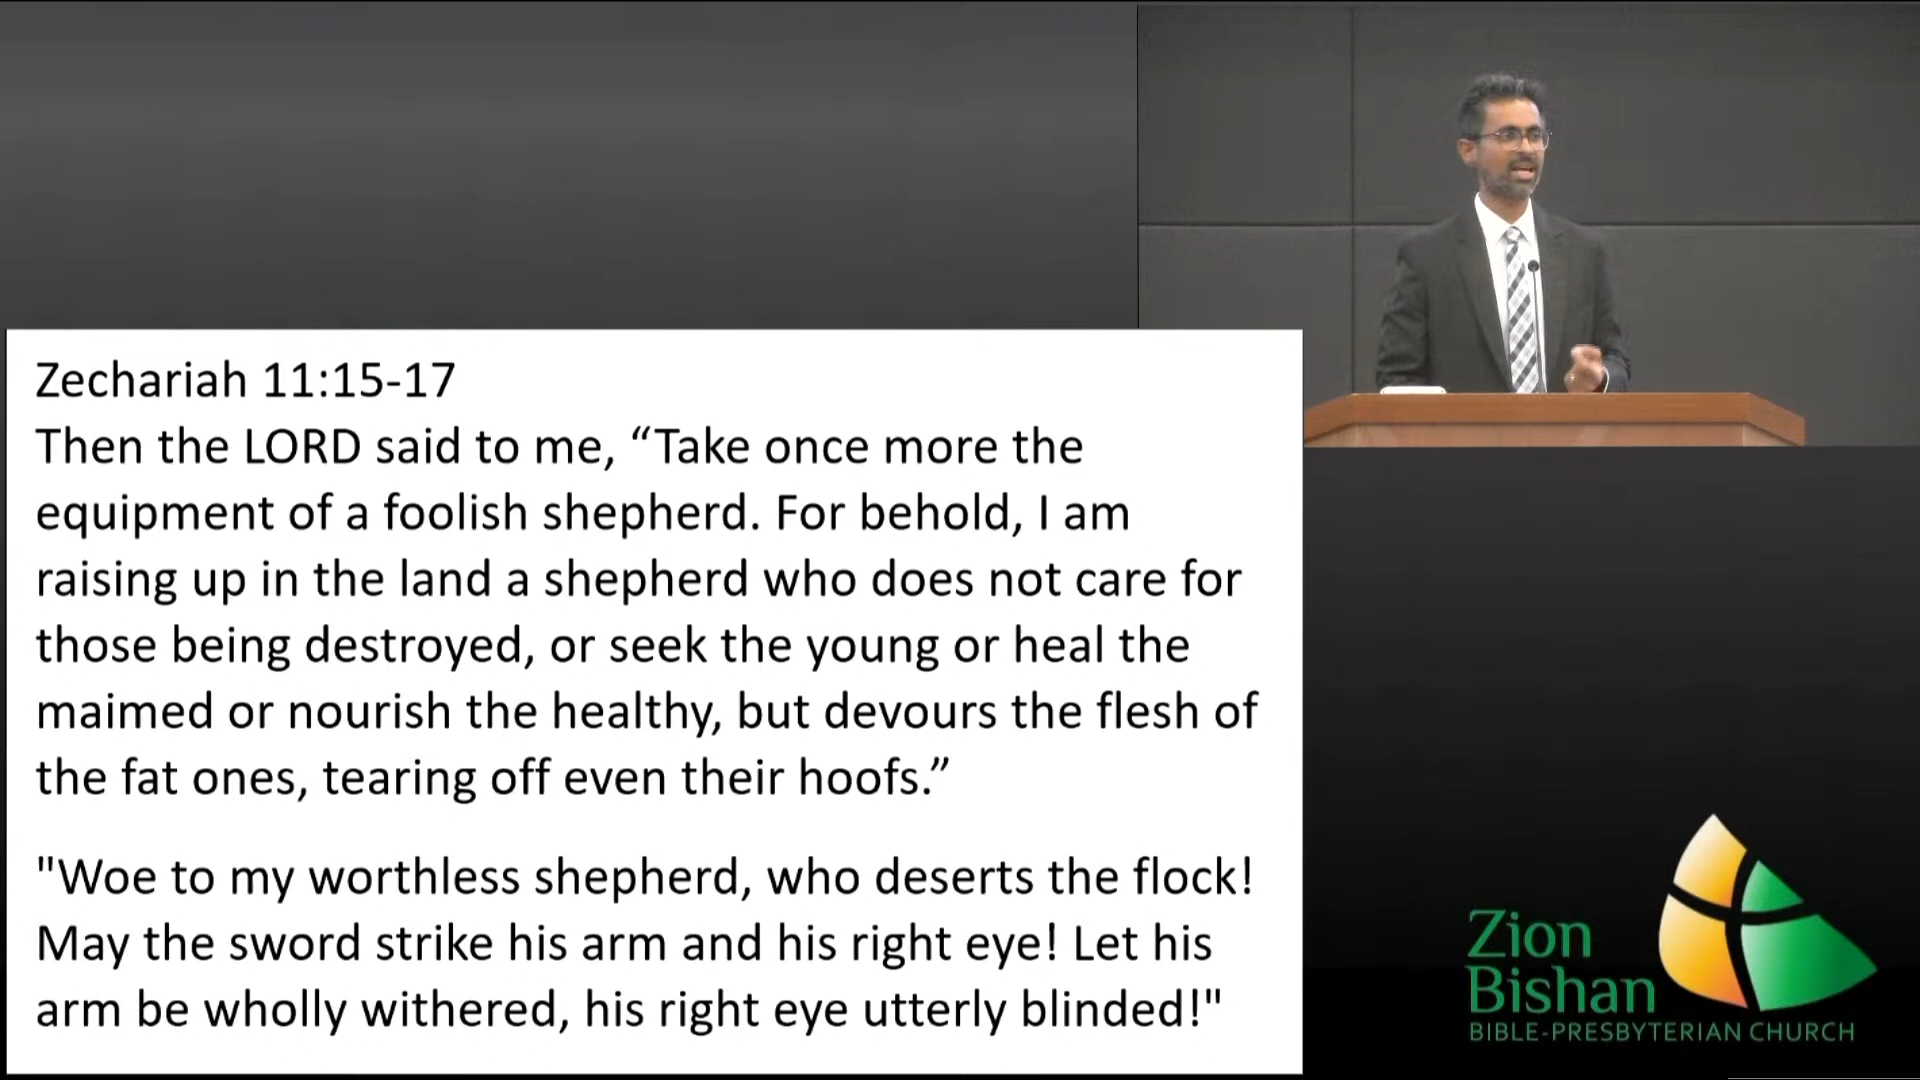 Zechariah 11:15-17
Then the LORD said to me, “Take once more the
equipment of a foolish shepherd. For behold, I am
raising up in the land a shepherd who does not care for
those being destroyed, or seek the young or heal the
maimed or nourish the healthy, but devours the flesh of
the fat ones, tearing off even their hoofs.”
"Woe to my worthless shepherd, who deserts the flock!
May the sword strike his arm and his right eye! Let his
arm be wholly withered, his right eye utterly blinded!"
Zion
Bishan
BIBLE-PRESBYTERIAN CHURCH